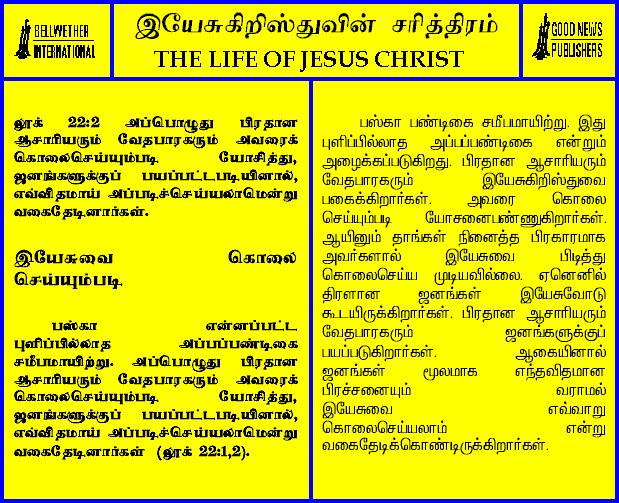 BELLWETHER
INTERNATIONAL
இயேசுகிறிஸ்துவின் சரித்திரம்
THE LIFE OF JESUS CHRIST
GOOD NEWS
PUBLISHERS
லூக் 22:2 அப்பொழுது பிரதான
ஆசாரியரும் வேதபாரகரும் அவரைக்
கொலைசெய்யும்படி யோசித்து,
ஜனங்களுக்குப் பயப்பட்டபடியினால்,
எவ்விதமாய் அப்படிச்செய்யலாமென்று
வகைதேடினார்கள்.
இயேசுவை கொலை
செய்யும்படி
பஸ்கா என்னப்பட்ட
புளிப்பில்லாத அப்பப்பண்டிகை
சமீபமாயிற்று. அப்பொழுது பிரதான
ஆசாரியரும் வேதபாரகரும் அவரைக்
கொலைசெய்யும்படி யோசித்து,
ஜனங்களுக்குப் பயப்பட்டபடியினால்,
எவ்விதமாய் அப்படிச்செய்யலாமென்று
வகைதேடினார்கள் (லூக் 22:1,2).
பஸ்கா பண்டிகை சமீபமாயிற்று. இது
புளிப்பில்லாத அப்பப்பண்டிகை என்றும்
அழைக்கப்படுகிறது. பிரதான ஆசாரியரும்
வேதபாரகரும் இயேசுகிறிஸ்துவை
பகைக்கிறார்கள். அவரை கொலை
செய்யும்படி யோசனைபண்ணுகிறார்கள்.
ஆயினும் தாங்கள் நினைத்த பிரகாரமாக
அவர்களால் இயேசுவை பிடித்து
கொலைசெய்ய முடியவில்லை. ஏனெனில்
திரளான ஜனங்கள் இயேசுவோடு
கூடயிருக்கிறார்கள். பிரதான ஆசாரியரும்
வேதபாரகரும் ஜனங்களுக்குப்
பயப்படுகிறார்கள். ஆகையினால்
ஜனங்கள் மூலமாக எந்தவிதமான
பிரச்சனையும் வராமல்
இயேசுவை எவ்வாறு
கொலைசெய்யலாம் என்று
வகைதேடிக்கொண்டிருக்கிறார்கள்.